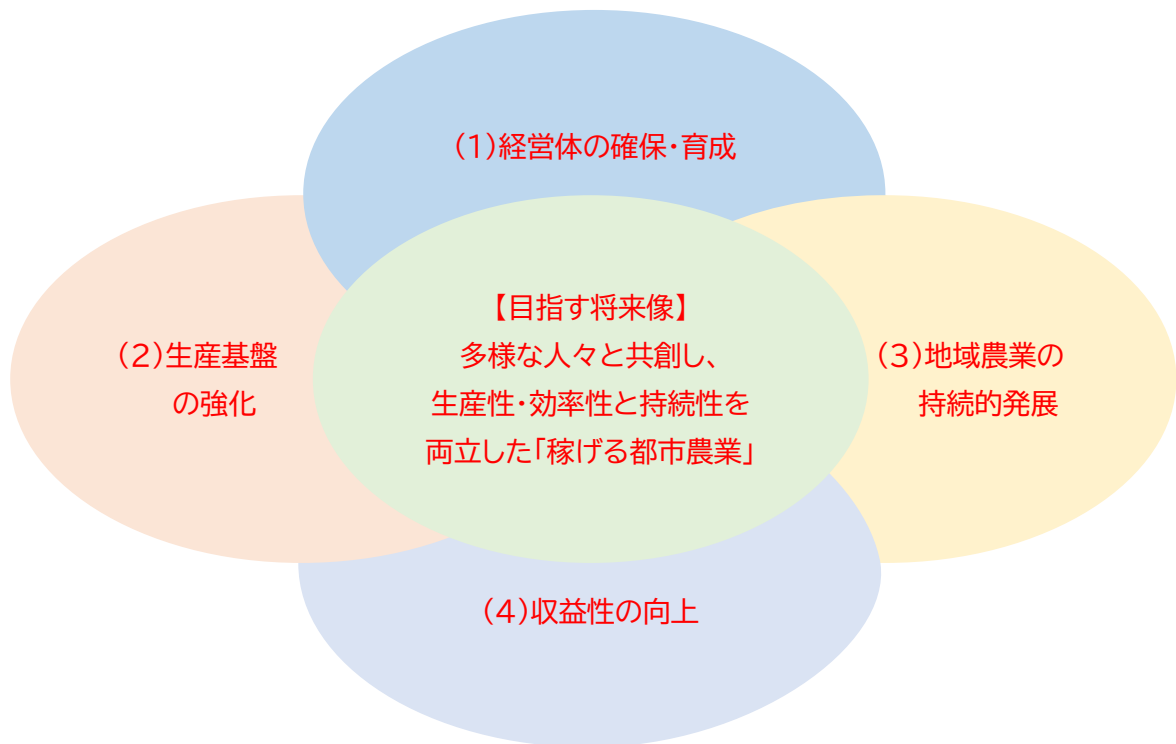 (1)経営体の確保・育成
【目指す将来像】
多様な人々と共創し、
生産性・効率性と持続性を
両立した「稼げる都市農業」
(2)生産基盤
の強化
(3)地域農業の
持続的発展
(4)収益性の向上